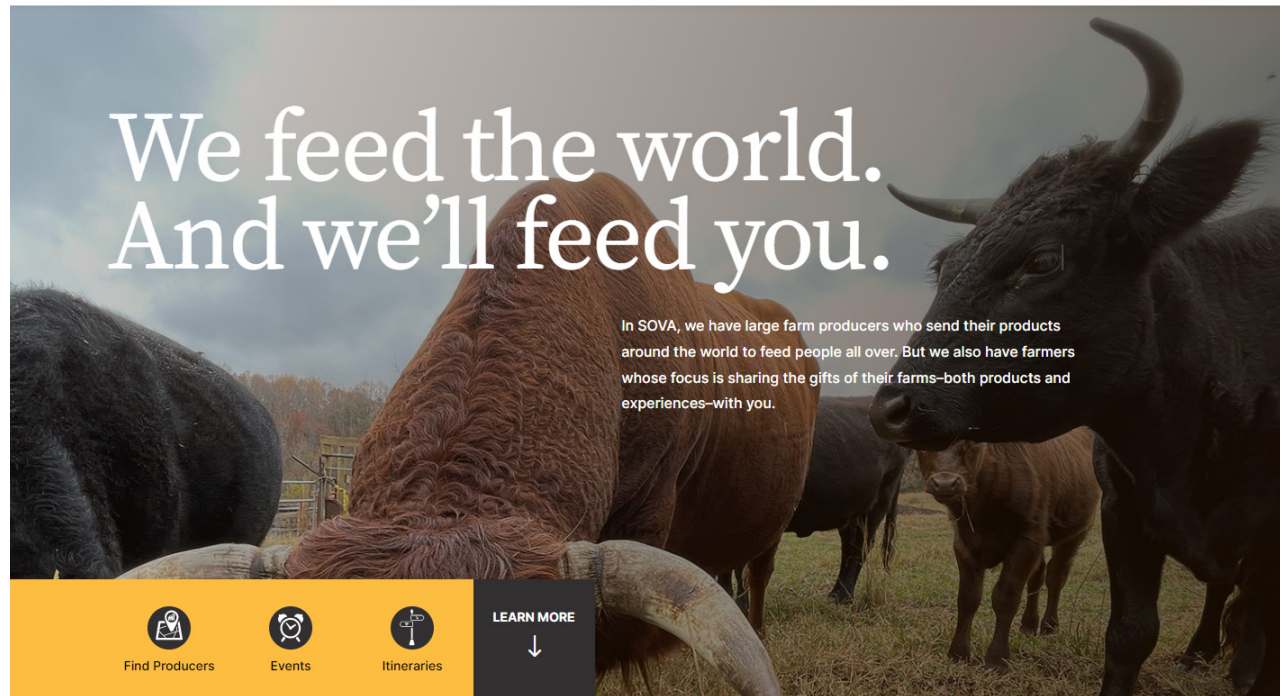 We feed the world.
And we’ll feed you.
In SOVA, we have large farm producers who send their products
around the world to feed people all over. But we also have farmers
whose focus is sharing the gifts of their farms–both products and
experiences–with you.
Find Producers
Events
Itineraries
LEARN MORE